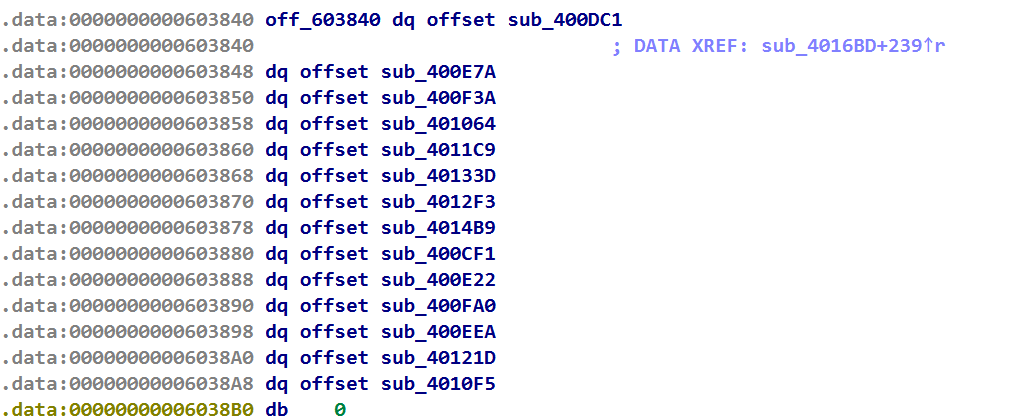 .data:0000000000603840 off_603840 dq offset sub_400DC1
.data:0000000000603840 ; DATA XREF: sub_4016BD+239↑r
.data:0000000000603848 dq offset sub_400E7A
.data:0000000000603850 dq offset sub_400F3A
.data:0000000000603858 dq offset sub_401064
.data:0000000000603860 dq offset sub_4011C9
.data:0000000000603868 dq offset sub_40133D
.data:0000000000603870 dq offset sub_4012F3
.data:0000000000603878 dq offset sub_4014B9
.data:0000000000603880 dq offset sub_400CF1
.data:0000000000603888 dq offset sub_400E22
.data:0000000000603890 dq offset sub_400FA0
.data:0000000000603898 dq offset sub_400EEA
.data:00000000006038A0 dq offset sub_40121D
.data:00000000006038A8 dq offset sub_4010F5
.data:00000000006038B0 db 0